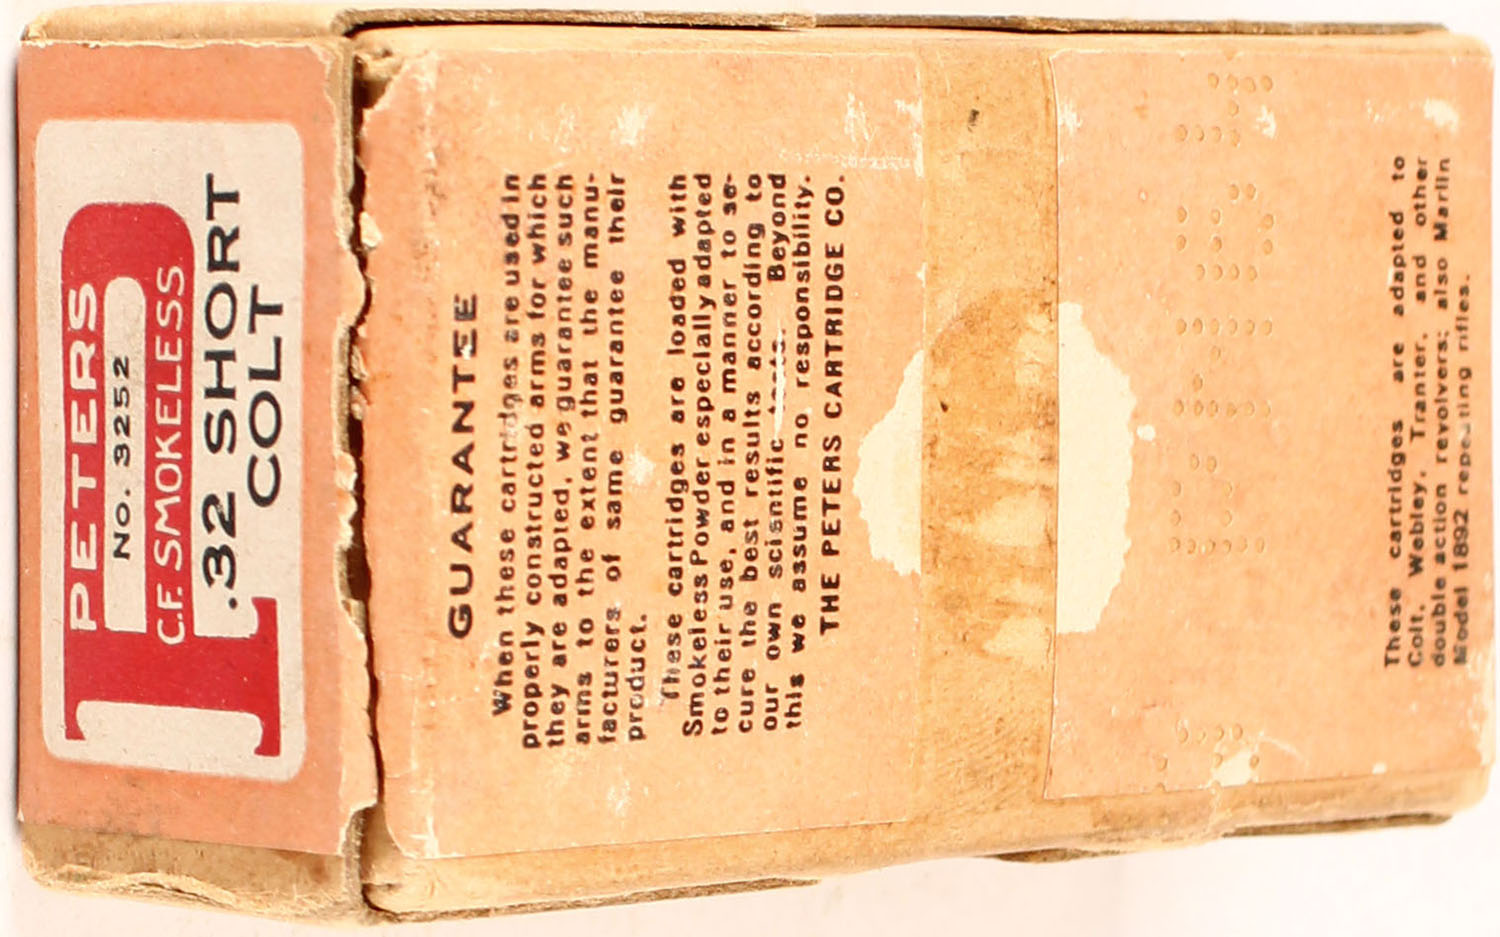 PETERS
NO. 3252
C.F. SMOKELESS
.32 SHORT
COLT
GUARANTEE
When these cartridges are used in
properly constructed arms for which
they are adapted, we guarantee such
arms to the extent that the manu-
facturers of same guarantee their
product.
These cartridges are loaded with
Smokeless Powder especially adapted
to their use, and in a manner to se-
cure the best results according to
our own scientific tests. Beyond
this we assume no responsibility.
THE PETERS CARTRIDGE CO.
These cartridges are adapted to
Colt, Webley, Tranter, and other
double action revolvers; also Marlin
Model 1892 repeating rifles.